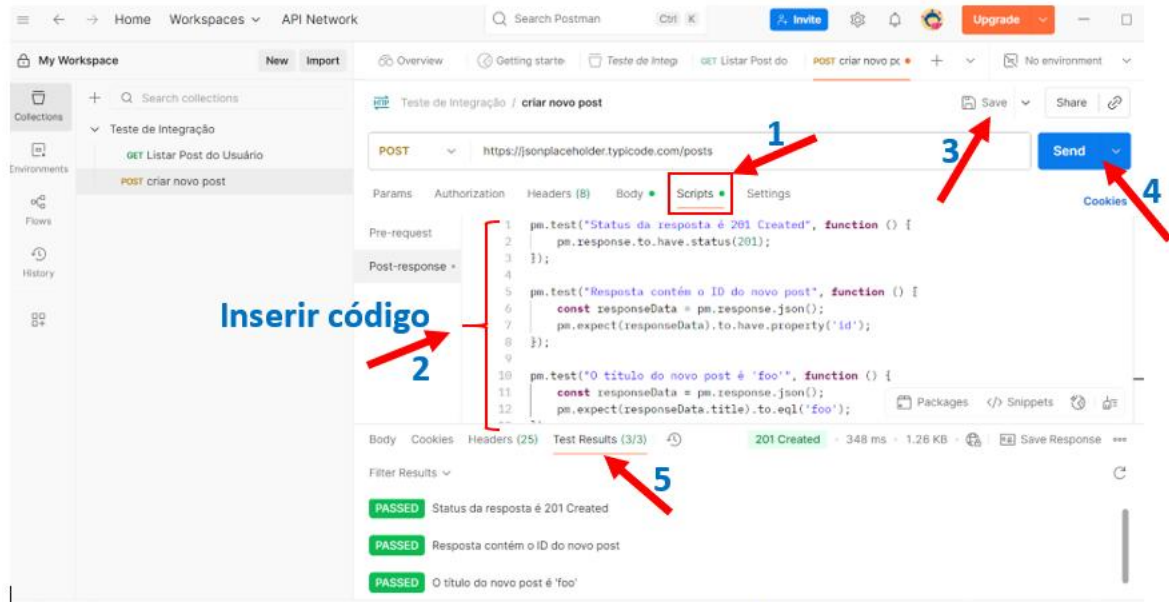 Home Workspaces API Network Search Postman Ctrl K Invite Upgrade
My Workspace New Import Overview Getting starte Teste de Integ GET Listar Post do POST criar novo pc + No environment
Collections
+ Search collections
Teste de Integração / criar novo post Save Share
Teste de Integração
GET Listar Post do Usuário
POST criar novo post
Environments
Flows
History
1
3
4
POST https://jsonplaceholder.typicode.com/posts Send
Params Authorization Headers (8) Body Scripts Settings Cookies
Pre-request
Post-response
Inserir código
2
1 pm.test("Status da resposta é 201 Created", function () {
2 pm.response.to.have.status(201);
3 });
4
5 pm.test("Resposta contém o ID do novo post", function () {
6 const responseData = pm.response.json();
7 pm.expect(responseData).to.have.property('id');
8 });
9
10 pm.test("O título do novo post é 'foo'", function () {
11 const responseData = pm.response.json();
12 pm.expect(responseData.title).to.eql('foo');
Packages </> Snippets
Body Cookies Headers (25) Test Results (3/3) 201 Created 348 ms 1.26 KB Save Response
5
Filter Results
PASSED Status da resposta é 201 Created
PASSED Resposta contém o ID do novo post
PASSED O título do novo post é 'foo'